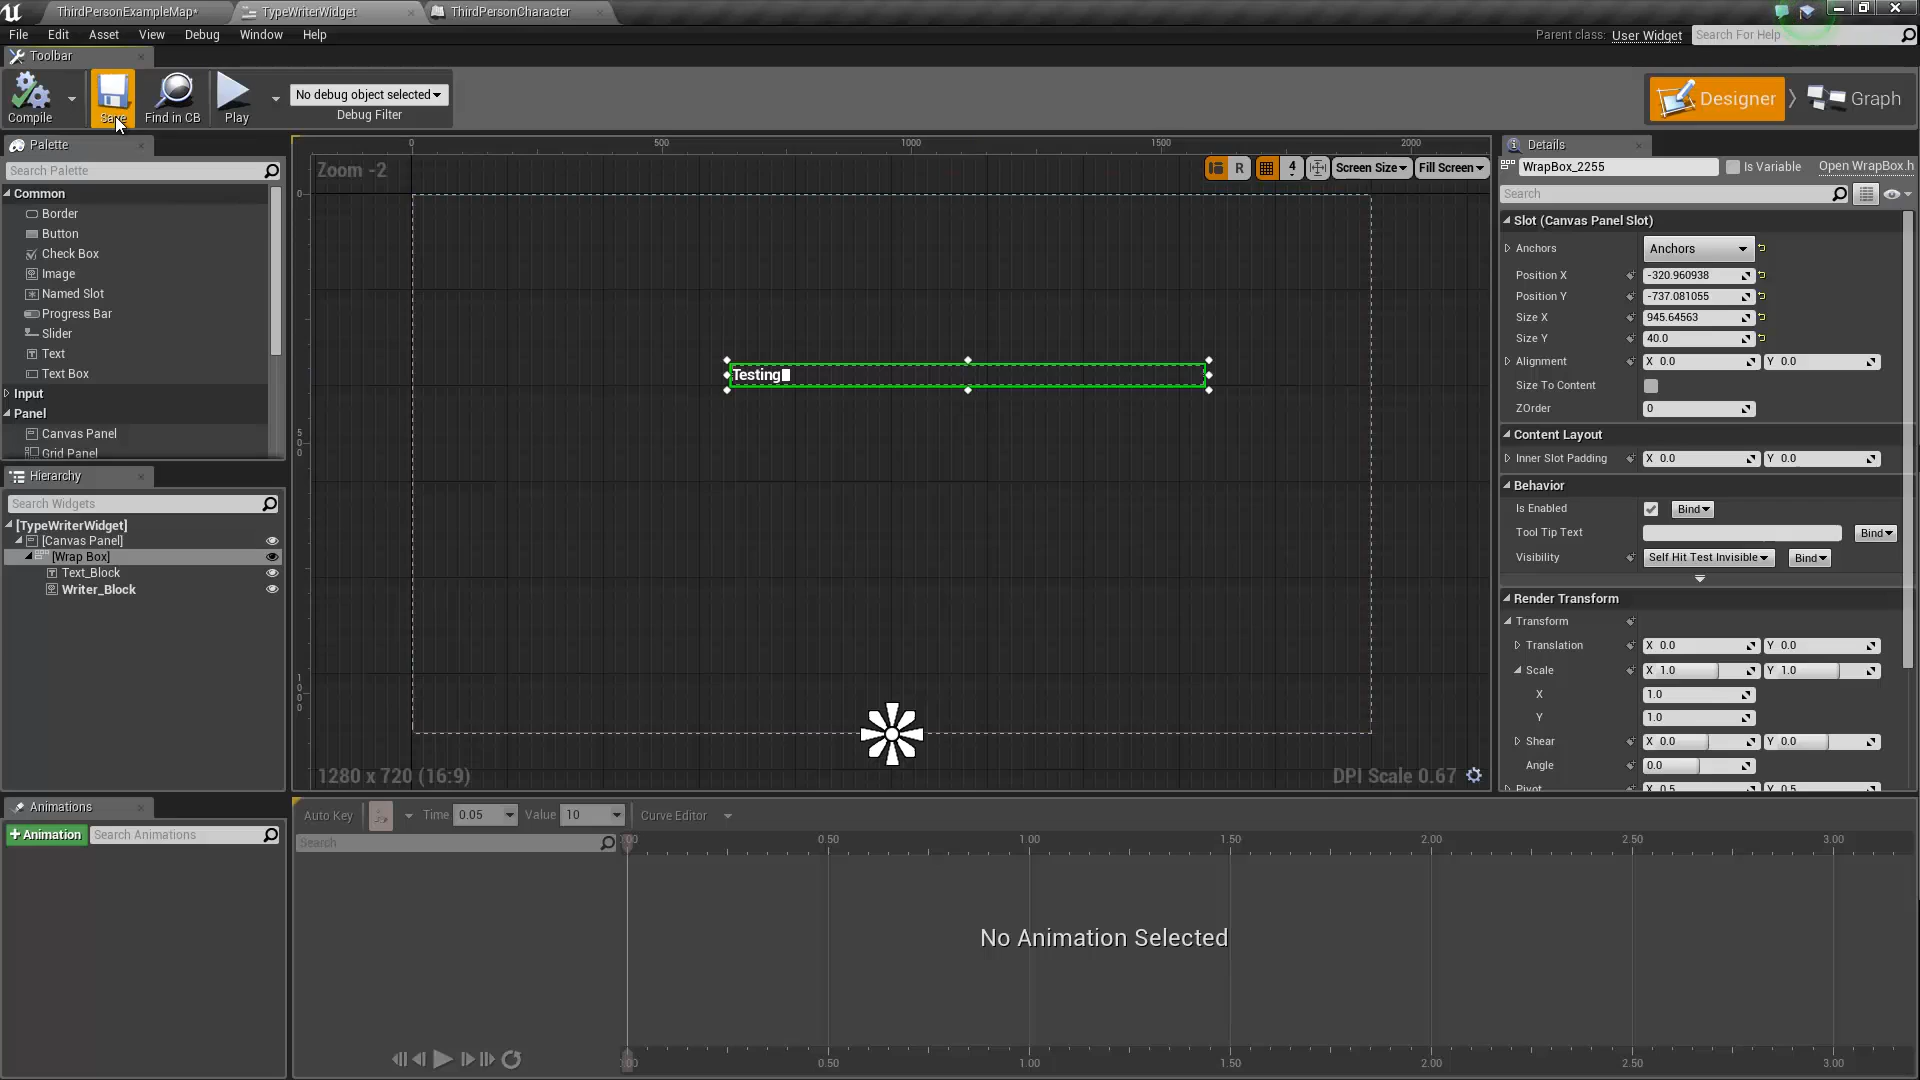 ThirdPersonExampleMap*
TypeWriterWidget
ThirdPersonCharacter
File Edit Asset View Debug Window Help
Parent class: User Widget
Search For Help
Toolbar
Compile
Save
Find in CB
Play
No debug object selected
Debug Filter
Designer
Graph
Palette
Search Palette
Common
Border
Button
Check Box
Image
Named Slot
Progress Bar
Slider
Text
Text Box
Input
Panel
Canvas Panel
Grid Panel
Hierarchy
Search Widgets
[TypeWriterWidget]
[Canvas Panel]
[Wrap Box]
Text_Block
Writer_Block
0 500 1000 1500 2000
Zoom -2
R
4
Screen Size
Fill Screen
0
500
1000
Testing
1280 x 720 (16:9)
DPI Scale 0.67
Details
WrapBox_2255
Is Variable
Open WrapBox.h
Search
Slot (Canvas Panel Slot)
Anchors Anchors
Position X -320.960938
Position Y -737.081055
Size X 945.64563
Size Y 40.0
Alignment X 0.0 Y 0.0
Size To Content
ZOrder 0
Content Layout
Inner Slot Padding X 0.0 Y 0.0
Behavior
Is Enabled Bind
Tool Tip Text Bind
Visibility Self Hit Test Invisible Bind
Render Transform
Transform
Translation X 0.0 Y 0.0
Scale X 1.0 Y 1.0
X 1.0
Y 1.0
Shear X 0.0 Y 0.0
Angle 0.0
Pivot X 0.5 Y 0.5
Animations
+Animation
Search Animations
Auto Key Time 0.05 Value 10 Curve Editor
Search
0.50 1.00 1.50 2.00 2.50 3.00
No Animation Selected
0.50 1.00 1.50 2.00 2.50 3.00